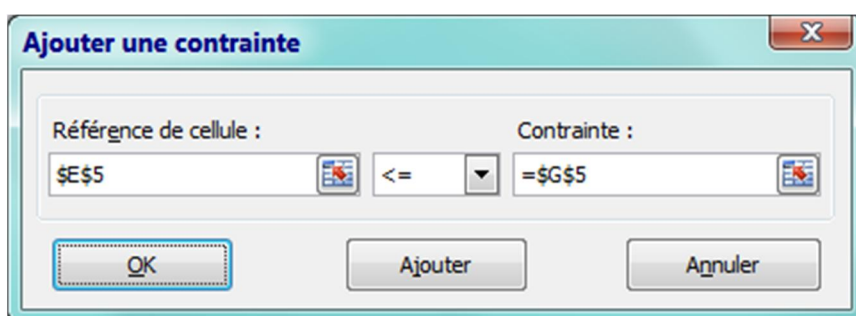 Ajouter une contrainte
Référence de cellule : Contrainte :
$E$5 <= =$G$5
OK Ajouter Annuler